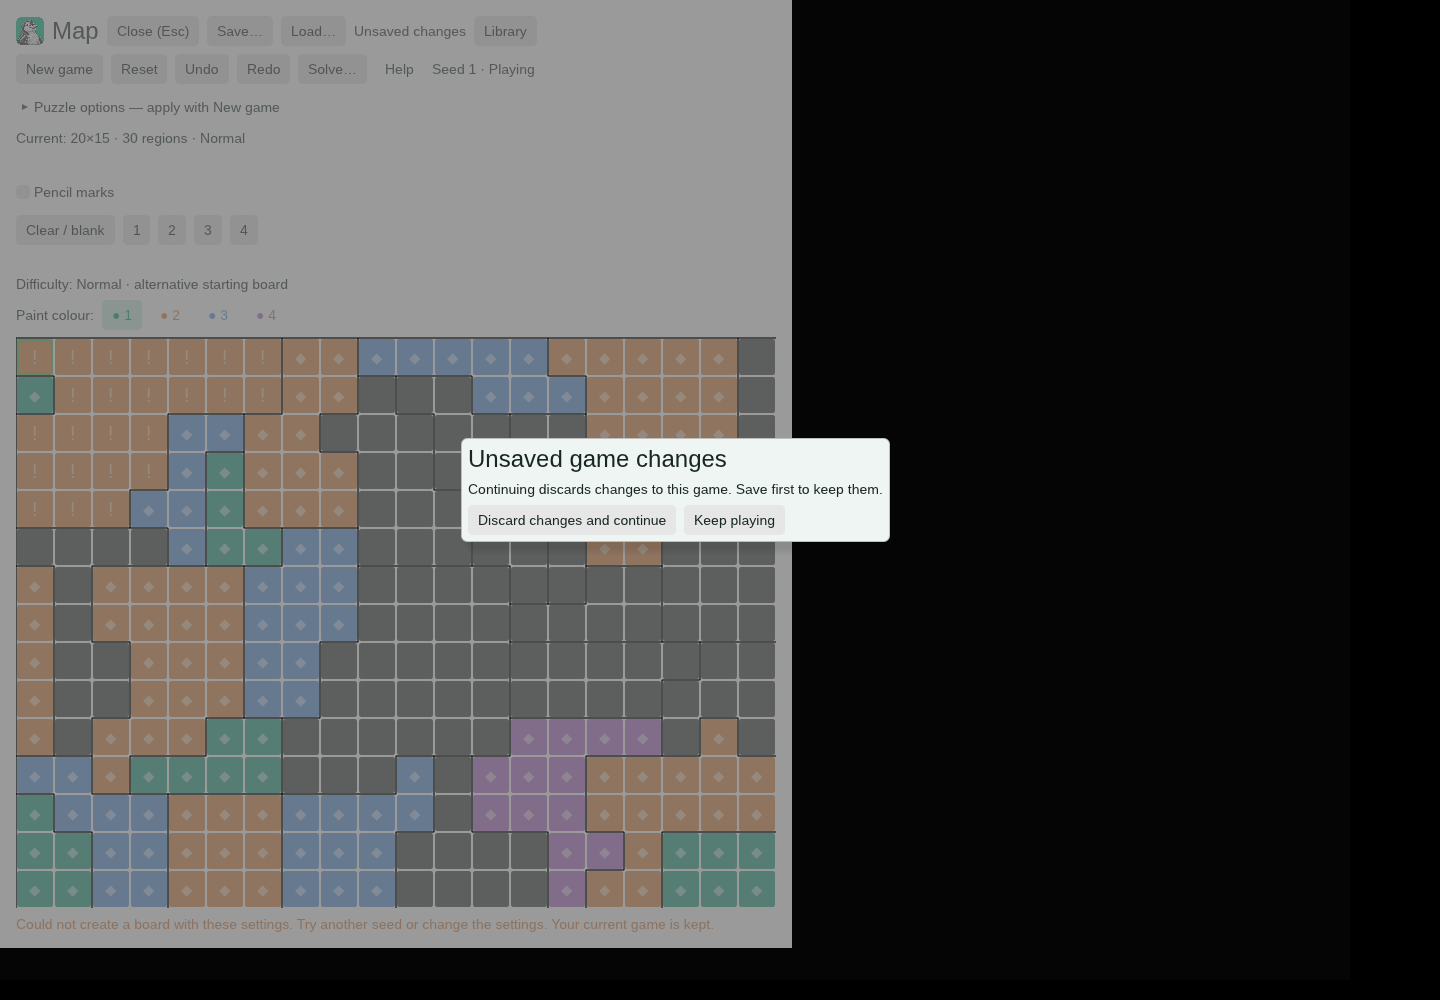 Map Close (Esc) Save… Load… Unsaved changes Library
New game Reset Undo Redo Solve… Help Seed 1 · Playing
▸ Puzzle options — apply with New game
Current: 20×15 · 30 regions · Normal
Pencil marks
Clear / blank 1 2 3 4
Difficulty: Normal · alternative starting board
Paint colour: ● 1 ● 2 ● 3 ● 4
! ! ! ! ! ! !
! ! ! ! ! !
! ! ! !
! ! ! !
! ! !
Unsaved game changes
Continuing discards changes to this game. Save first to keep them.
Discard changes and continue Keep playing
Could not create a board with these settings. Try another seed or change the settings. Your current game is kept.